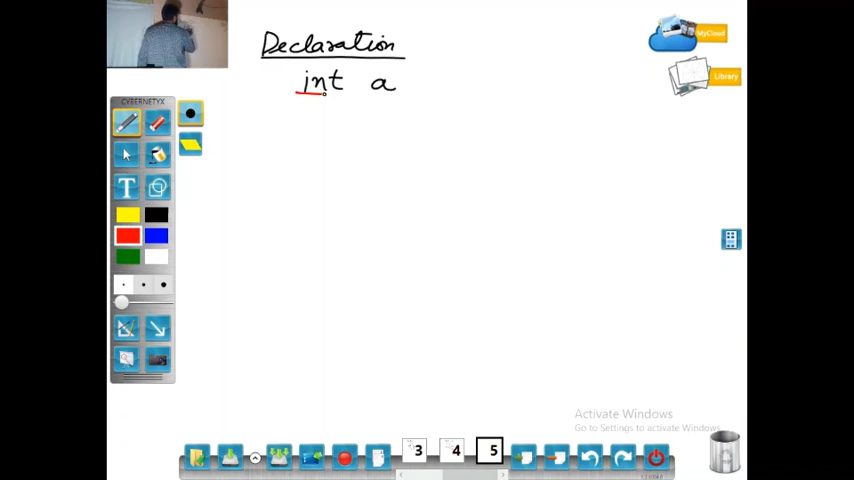 Declaration
int a
MyCloud
Library
CYBERNETYX
T
Activate Windows
Go to Settings to activate Windows.
3 4 5